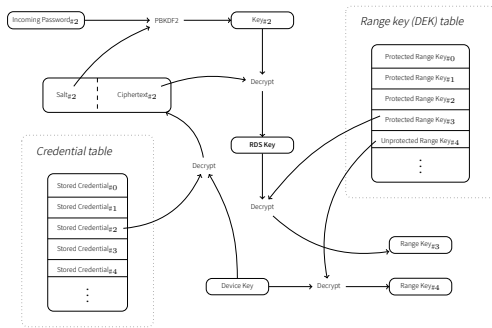 Incoming Password#2
PBKDF2
Key#2
Range key (DEK) table
Protected Range Key#0
Protected Range Key#1
Protected Range Key#2
Protected Range Key#3
Unprotected Range Key#4
⋮
Salt#2
Ciphertext#2
Decrypt
RDS Key
Credential table
Decrypt
Stored Credential#0
Stored Credential#1
Stored Credential#2
Stored Credential#3
Stored Credential#4
⋮
Decrypt
Range Key#3
Device Key
Decrypt
Range Key#4